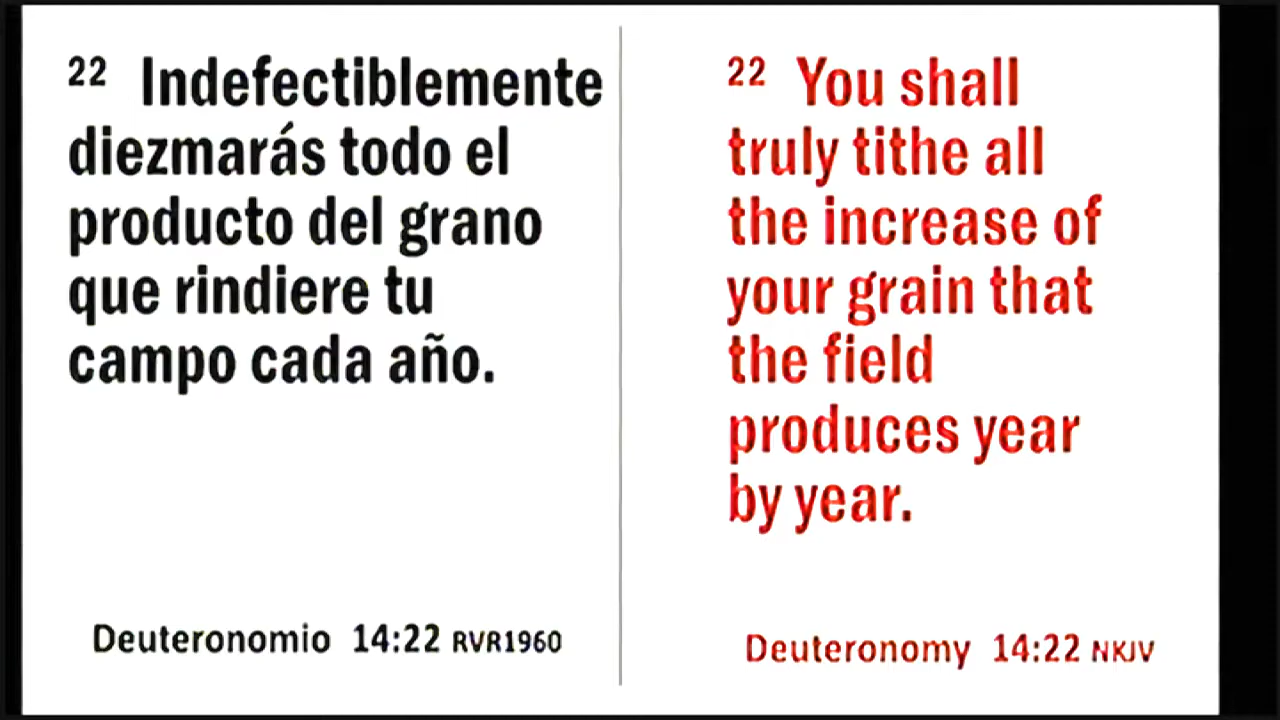 22 Indefectiblemente
diezmarás todo el
producto del grano
que rindiere tu
campo cada año.
Deuteronomio 14:22 RVR1960
22 You shall
truly tithe all
the increase of
your grain that
the field
produces year
by year.
Deuteronomy 14:22 NKJV